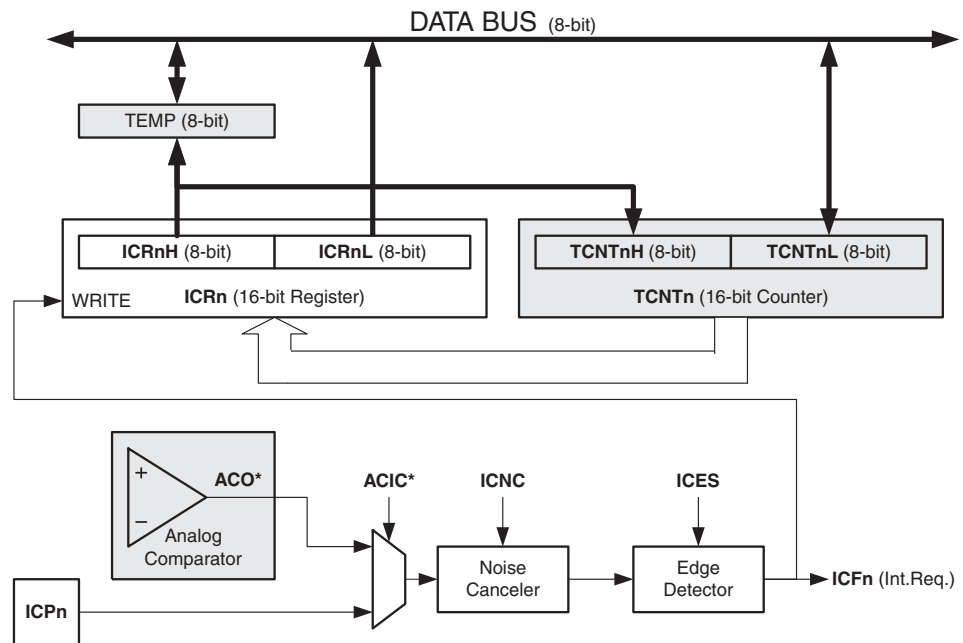 DATA BUS (8-bit)
TEMP (8-bit)
ICRnH (8-bit)
ICRnL (8-bit)
TCNTnH (8-bit)
TCNTnL (8-bit)
WRITE
ICRn (16-bit Register)
TCNTn (16-bit Counter)
+
−
ACO*
Analog
Comparator
ACIC*
ICNC
ICES
Noise
Canceler
Edge
Detector
ICFn (Int.Req.)
ICPn